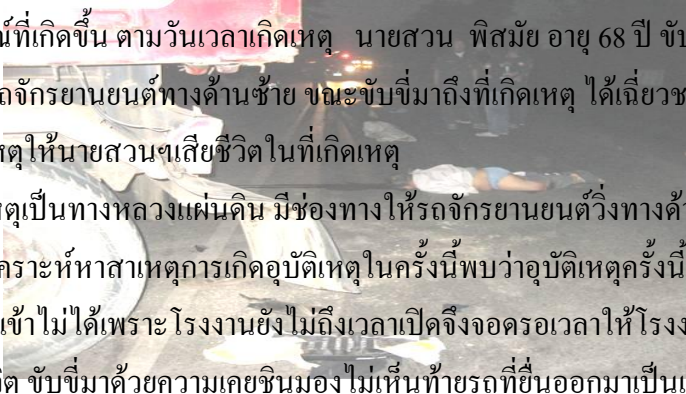 ณ์ที่เกิดขึ้น ตามวันเวลาเกิดเหตุ นายสวน พิสมัย อายุ 68 ปี ขับ
ถจักรยานยนต์ทางด้านซ้าย ขณะขับขี่มาถึงที่เกิดเหตุ ได้เฉี่ยวช
หตุให้นายสวนฯเสียชีวิตในที่เกิดเหตุ
หตุเป็นทางหลวงแผ่นดิน มีช่องทางให้รถจักรยานยนต์วิ่งทางด้
คราะห์หาสาเหตุการเกิดอุบัติเหตุในครั้งนี้พบว่าอุบัติเหตุครั้งนี้
เข้าไม่ได้เพราะโรงงานยังไม่ถึงเวลาเปิดจึงจอดรอเวลาให้โรงง
ิต ขับขี่มาด้วยความเคยชินมองไม่เห็นท้ายรถที่ยื่นออกมาเป็นเ